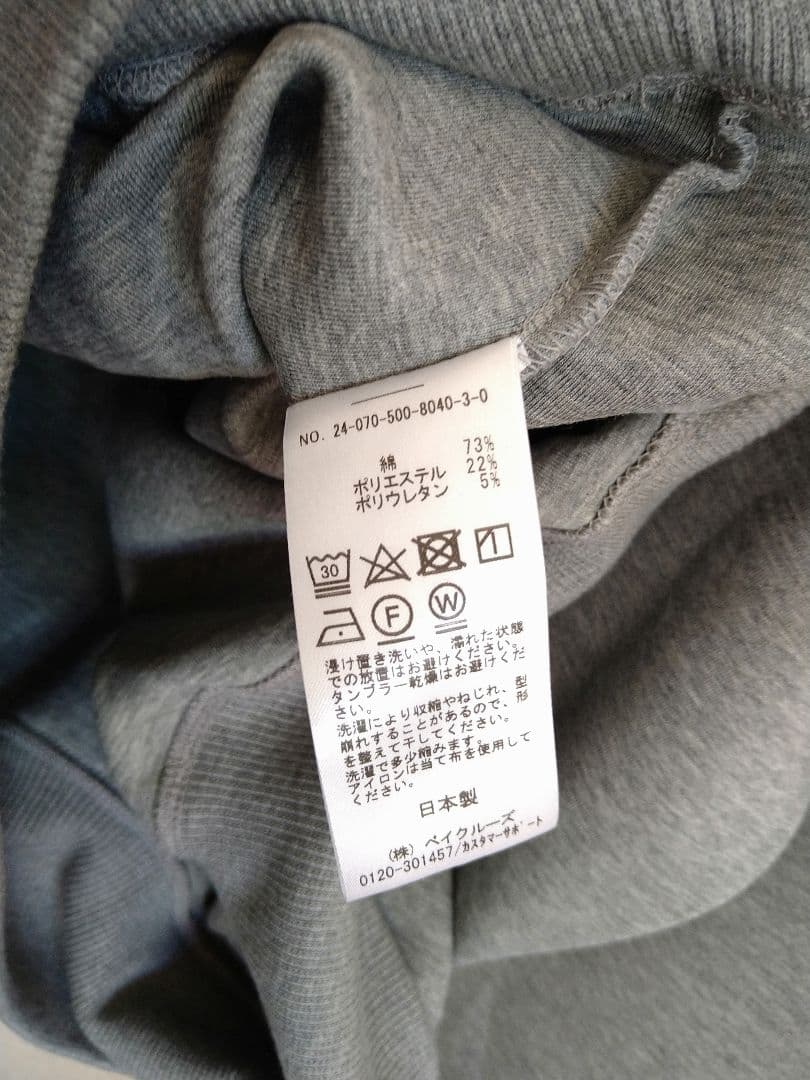 NO. 24-070-500-8040-3-0
綿 73%
ポリエステル 22%
ポリウレタン 5%
30
F W
浸け置き洗いや、濡れた状態
での放置はお避けください。
タンブラー乾燥はお避けくだ
さい。
洗濯により収縮やねじれ、型
崩れすることがあるので、形
を整えて干してください。
洗濯で多少縮みます。
アイロンは当て布を使用して
ください。
日本製
(株) ベイクルーズ
0120-301457/カスタマーサポート